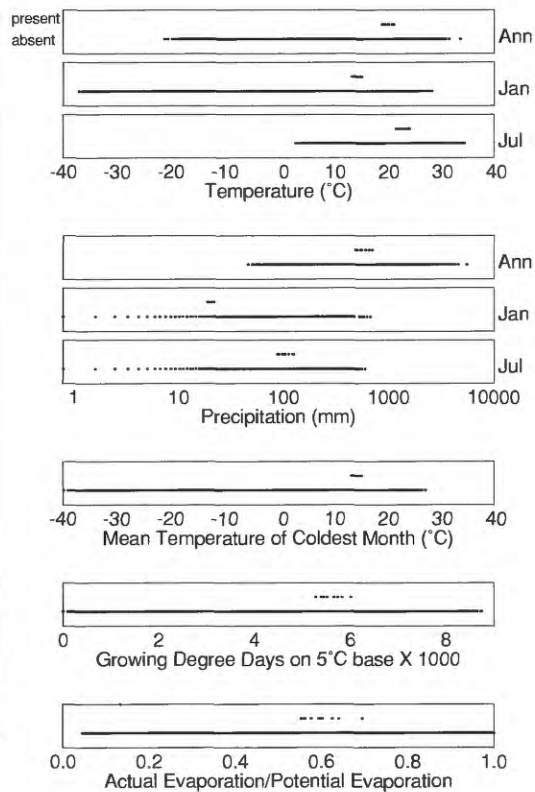 present
absent
Ann
Jan
Jul
-40 -30 -20 -10 0 10 20 30 40
Temperature (°C)
Ann
Jan
Jul
1 10 100 1000 10000
Precipitation (mm)
-40 -30 -20 -10 0 10 20 30 40
Mean Temperature of Coldest Month (°C)
0 2 4 6 8
Growing Degree Days on 5°C base X 1000
0.0 0.2 0.4 0.6 0.8 1.0
Actual Evaporation/Potential Evaporation